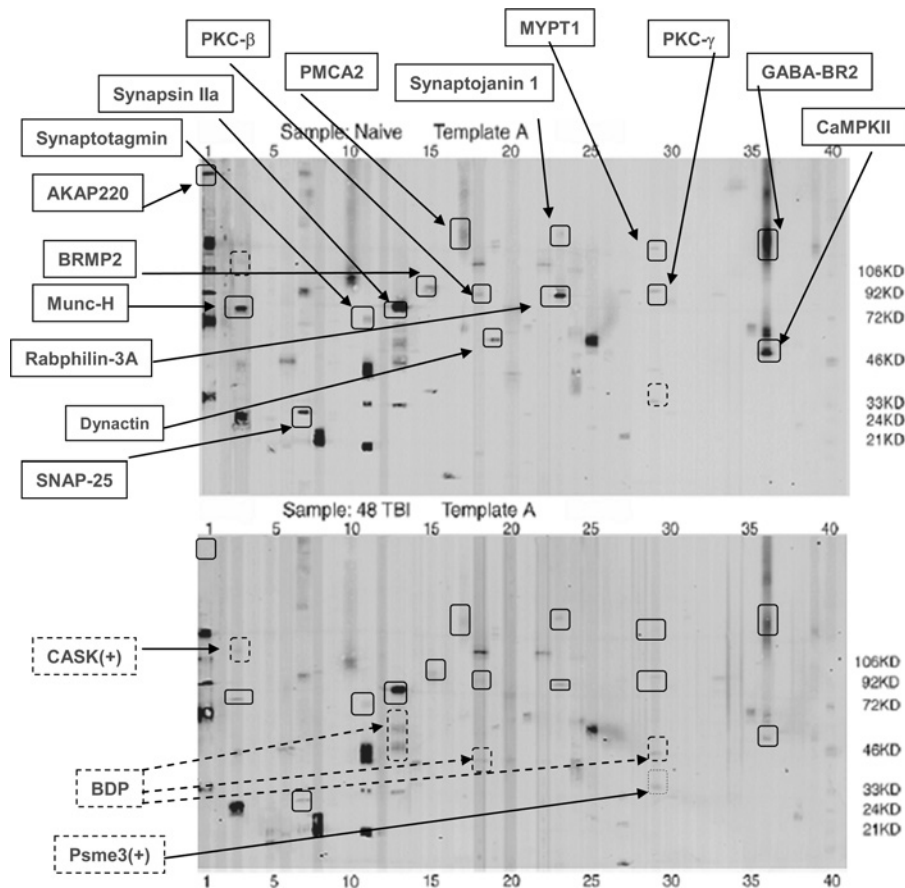 PKC-β
MYPT1
PKC-γ
PMCA2
Synaptojanin 1
GABA-BR2
Synapsin IIa
CaMPKII
Synaptotagmin
Sample: Naive Template A
1 5 10 15 20 25 30 35 40
AKAP220
BRMP2
106KD
Munc-H
92KD
72KD
Rabphilin-3A
46KD
Dynactin
33KD
24KD
21KD
SNAP-25
Sample: 48 TBI Template A
1 5 10 15 20 25 30 35 40
CASK(+)
106KD
92KD
72KD
46KD
BDP
33KD
24KD
21KD
Psme3(+)
1 5 10 15 20 25 30 35 40